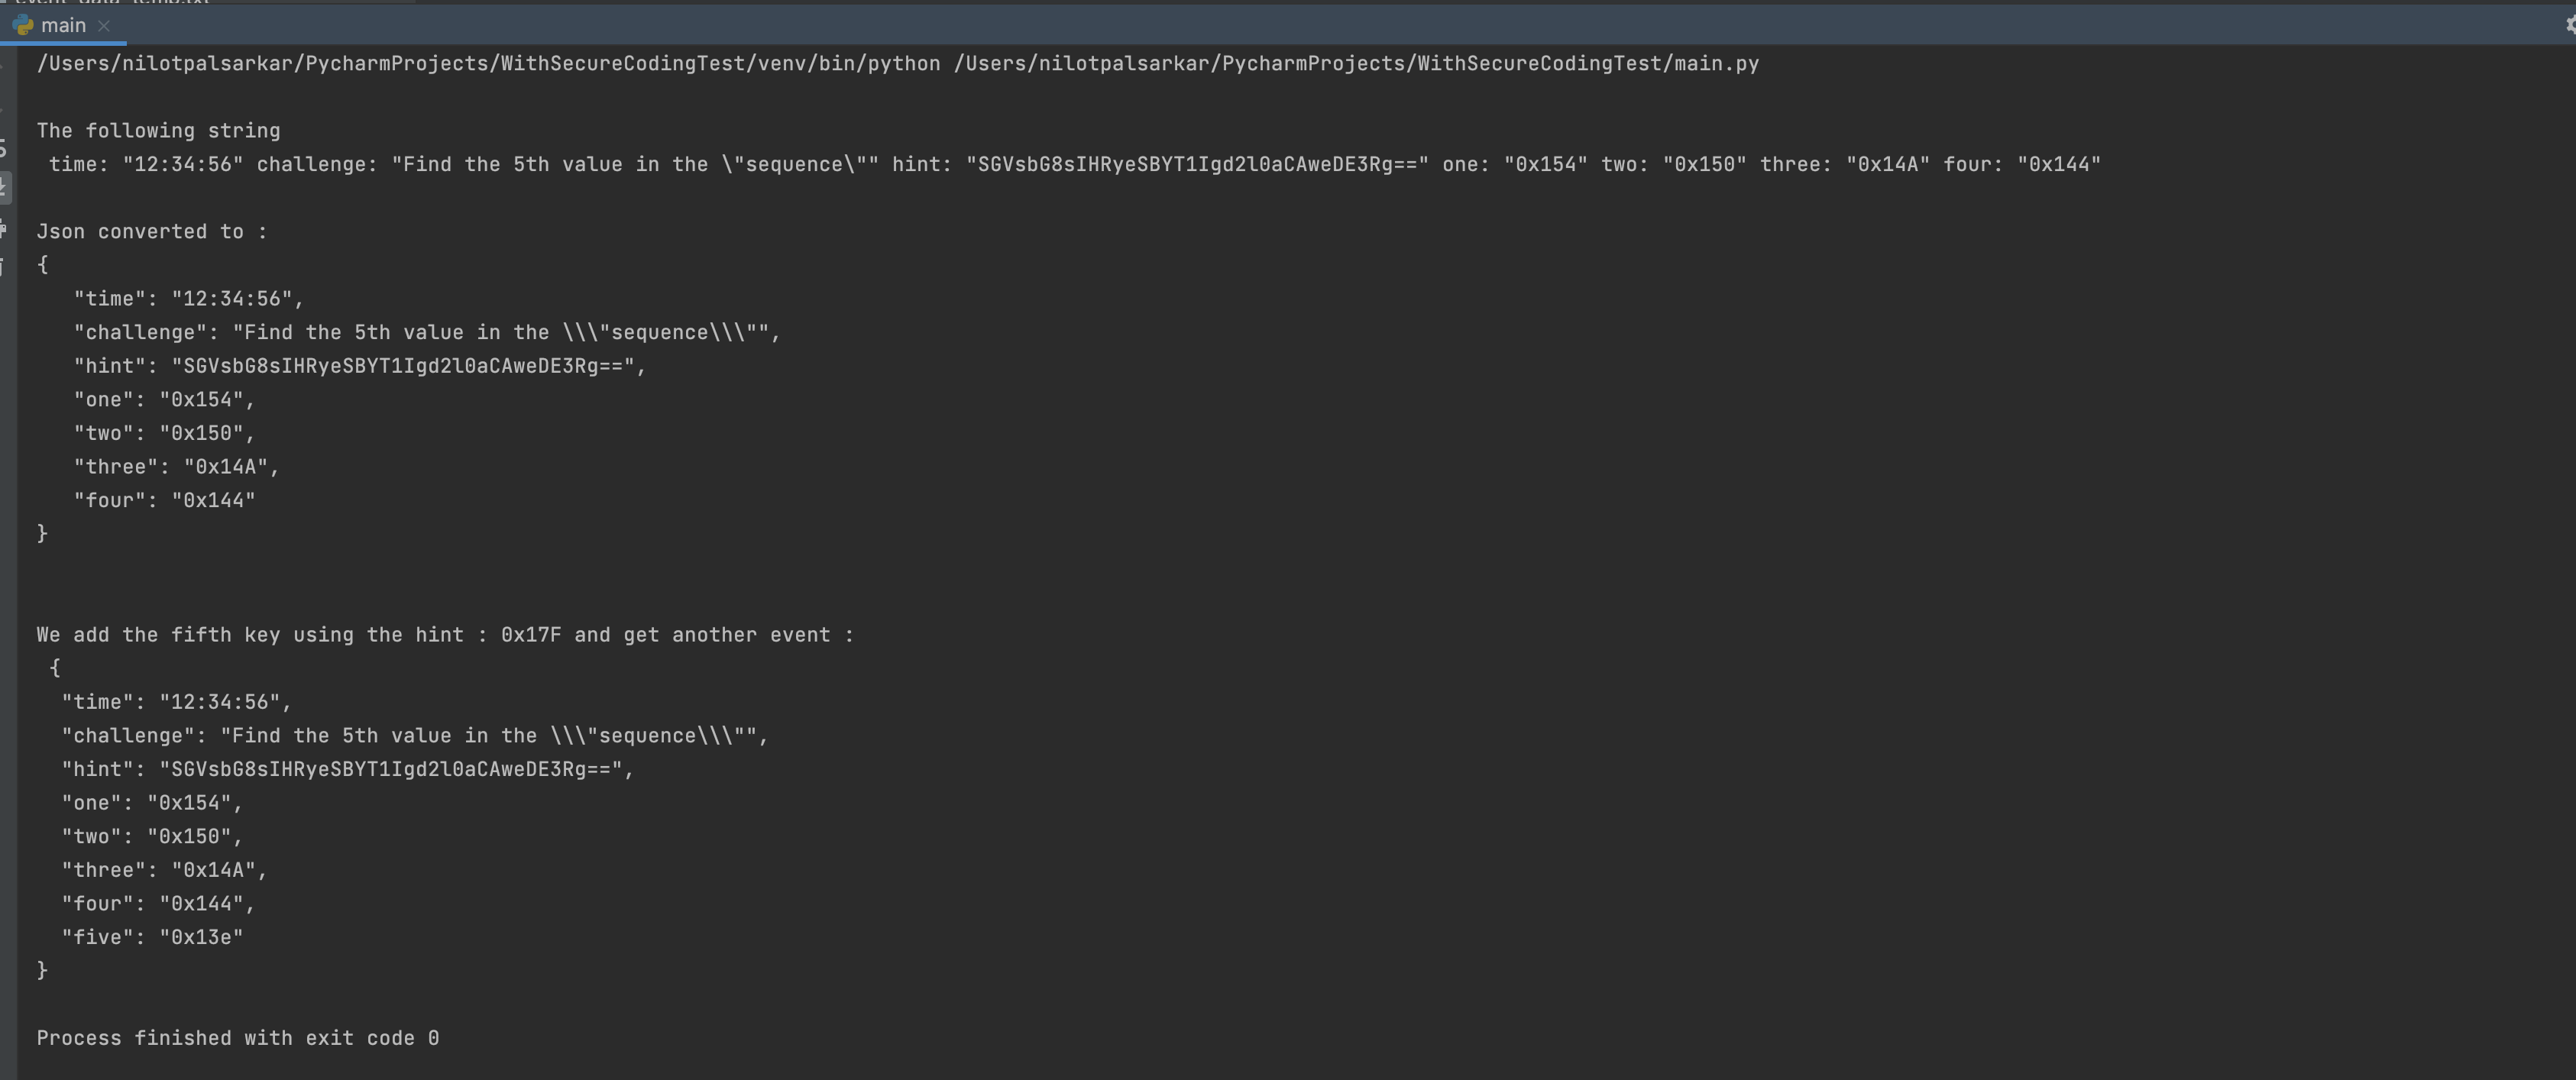 main
/Users/nilotpalsarkar/PycharmProjects/WithSecureCodingTest/venv/bin/python /Users/nilotpalsarkar/PycharmProjects/WithSecureCodingTest/main.py
The following string
time: "12:34:56" challenge: "Find the 5th value in the \"sequence\"" hint: "SGVsbG8sIHRyeSBYT1Igd2l0aCAweDE3Rg==" one: "0x154" two: "0x150" three: "0x14A" four: "0x144"
Json converted to :
{
"time": "12:34:56",
"challenge": "Find the 5th value in the \\\"sequence\\\"",
"hint": "SGVsbG8sIHRyeSBYT1Igd2l0aCAweDE3Rg==",
"one": "0x154",
"two": "0x150",
"three": "0x14A",
"four": "0x144"
}
We add the fifth key using the hint : 0x17F and get another event :
{
"time": "12:34:56",
"challenge": "Find the 5th value in the \\\"sequence\\\"",
"hint": "SGVsbG8sIHRyeSBYT1Igd2l0aCAweDE3Rg==",
"one": "0x154",
"two": "0x150",
"three": "0x14A",
"four": "0x144",
"five": "0x13e"
}
Process finished with exit code 0